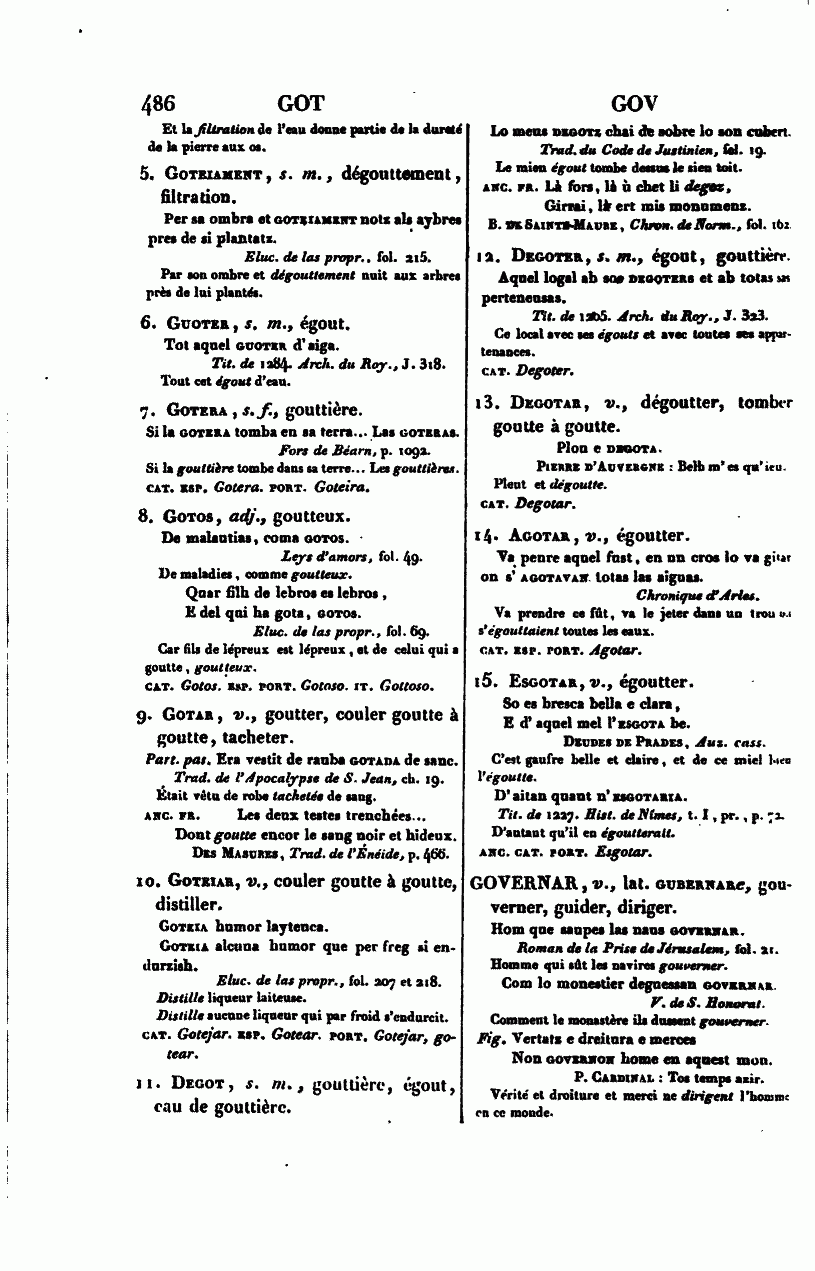 486 GOT GOV
Et la filtration de l'eau donne partie de la dureté
de la pierre aux os.
5. Gotriament, s. m., dégouttement,
filtration.
Per sa ombra et gotriament notz als aybres
pres de si plantatz.
Eluc. de las propr., fol. 215.
Par son ombre et dégouttement nuit aux arbres
près de lui plantés.
6. Guoter, s. m., égout.
Tot aquel guoter d'aiga.
Tit. de 1284. Arch. du Roy., J. 318.
Tout cet égout d'eau.
7. Gotera, s. f., gouttière.
Si la gotera tomba en sa terra... Las goteras.
Fors de Béarn, p. 1092.
Si la gouttière tombe dans sa terre... Les gouttières.
cat. esp. Gotera. port. Goteira.
8. Gotos, adj., goutteux.
De malautias, coma gotos.
Leys d'amors, fol. 49.
De maladies, comme goutteux.
Quar filh de lebros es lebros,
E del qui ha gota, gotos.
Eluc. de las propr., fol. 69.
Car fils de lépreux est lépreux, et de celui qui a
goutte, goutteux.
cat. Gotos. esp. port. Gotoso. it. Gottoso.
9. Gotar, v., goutter, couler goutte à
goutte, tacheter.
Part. pas. Era vestit de rauba gotada de sanc.
Trad. de l'Apocalypse de S. Jean, ch. 19.
Était vêtu de robe tachetée de sang.
anc. fr. Les deux testes trenchées...
Dont goutte encor le sang noir et hideux.
Des Masures, Trad. de l'Énéide, p. 466.
10. Gotriar, v., couler goutte à goutte,
distiller.
Gotria humor laytenca.
Gotria alcuna humor que per freg si en-
durzish.
Eluc. de las propr., fol. 207 et 218.
Distille liqueur laiteuse.
Distille aucune liqueur qui par froid s'endurcit.
cat. Gotejar. esp. Gotear. port. Gotejar, go-
tear.
11. Degot, s. m., gouttière, égout,
eau de gouttière.
Lo meus degotz chai de sobre lo son cubert.
Trad. du Code de Justinien, fol. 19.
Le mien égout tombe dessus le sien toit.
anc. fr. Là fors, là ù chet li degoz,
Girrai, là ert mis monumenz.
B. de Sainte-Maure, Chron. de Norm., fol. 162.
12. Degoter, s. m., égout, gouttière.
Aquel logal ab sos degoters et ab totas sas
pertenensas.
Tit. de 1265. Arch. du Roy., J. 323.
Ce local avec ses égouts et avec toutes ses appar-
tenances.
cat. Degoter.
13. Degotar, v., dégoutter, tomber
goutte à goutte.
Plou e degota.
Pierre d'Auvergne : Belh m'es qu'ieu.
Pleut et dégoutte.
cat. Degotar.
14. Agotar, v., égoutter.
Va penre aquel fust, en un cros lo va gitar
on s'agotavan totas las aiguas.
Chronique d'Arles.
Va prendre ce fût, va le jeter dans un trou où
s'égouttaient toutes les eaux.
cat. esp. port. Agotar.
15. Esgotar, v., égoutter.
So es bresca bella e clara,
E d'aquel mel l'esgota be.
Deudes de Prades, Auz. cass.
C'est gaufre belle et claire, et de ce miel bien
l'égoutte.
D'aitan quant n'esgotaria.
Tit. de 1227. Hist. de Nîmes, t. I, pr., p. 72.
D'autant qu'il en égoutterait.
anc. cat. port. Esgotar.
GOVERNAR, v., lat. gubernare, gou-
verner, guider, diriger.
Hom que saupes las naus governar.
Roman de la Prise de Jérusalem, fol. 21.
Homme qui sût les navires gouverner.
Com lo monestier deguessan governar.
V. de S. Honorat.
Comment le monastère ils dussent gouverner.
Fig. Vertatz e dreitura e merces
Non governon home en aquest mon.
P. Cardinal : Tos temps azir.
Vérité et droiture et merci ne dirigent l'homme
en ce monde.